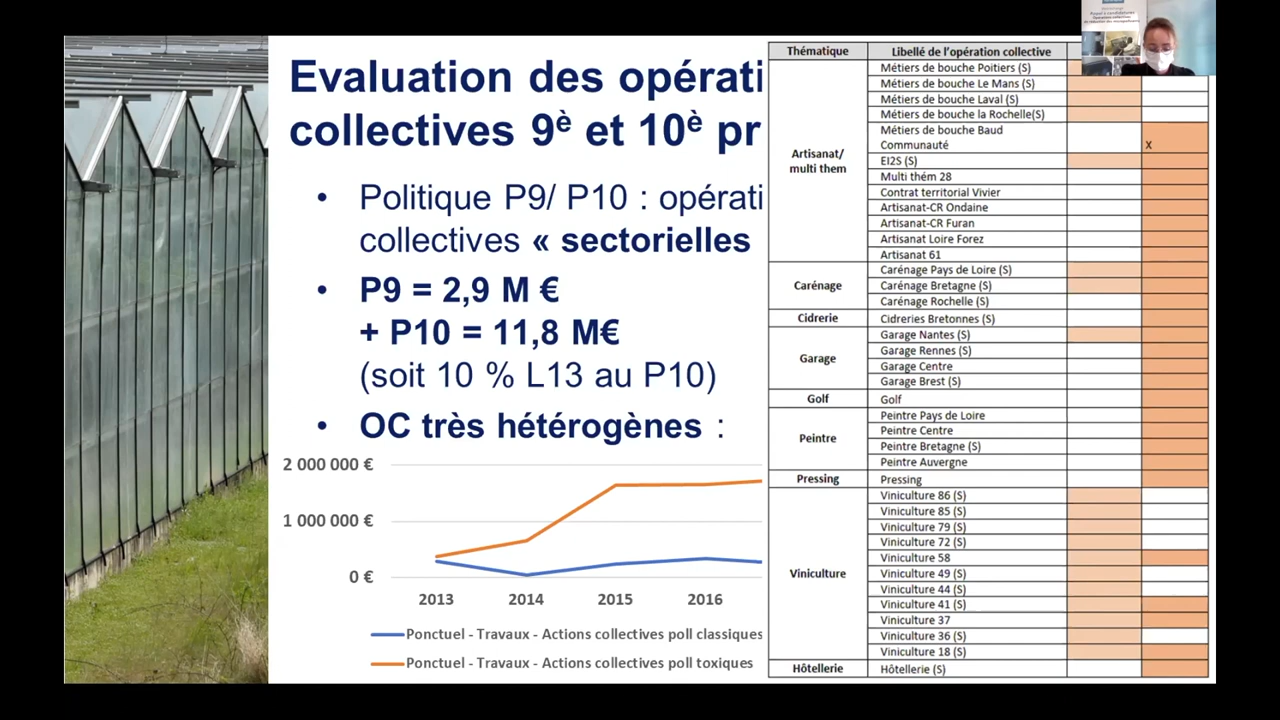 Evaluation des opérati
collectives 9è et 10è pr
• Politique P9/ P10 : opérati
collectives « sectorielles
• P9 = 2,9 M €
+ P10 = 11,8 M€
(soit 10 % L13 au P10)
• OC très hétérogènes :
2 000 000 €
1 000 000 €
0 €
2013 2014 2015 2016
Ponctuel - Travaux - Actions collectives poll classiques
Ponctuel - Travaux - Actions collectives poll toxiques
Thématique Libellé de l’opération collective
Artisanat/
multi them
Métiers de bouche Poitiers (S)
Métiers de bouche Le Mans (S)
Métiers de bouche Laval (S)
Métiers de bouche la Rochelle(S)
Métiers de bouche Baud
Communauté X
EI2S (S)
Multi thém 28
Contrat territorial Vivier
Artisanat-CR Ondaine
Artisanat-CR Furan
Artisanat Loire Forez
Artisanat 61
Carénage
Carénage Pays de Loire (S)
Carénage Bretagne (S)
Carénage Rochelle (S)
Cidrerie Cidreries Bretonnes (S)
Garage
Garage Nantes (S)
Garage Rennes (S)
Garage Centre
Garage Brest (S)
Golf Golf
Peintre
Peintre Pays de Loire
Peintre Centre
Peintre Bretagne (S)
Peintre Auvergne
Pressing Pressing
Viniculture
Viniculture 86 (S)
Viniculture 85 (S)
Viniculture 79 (S)
Viniculture 72 (S)
Viniculture 58
Viniculture 49 (S)
Viniculture 44 (S)
Viniculture 41 (S)
Viniculture 37
Viniculture 36 (S)
Viniculture 18 (S)
Hôtellerie Hôtellerie (S)